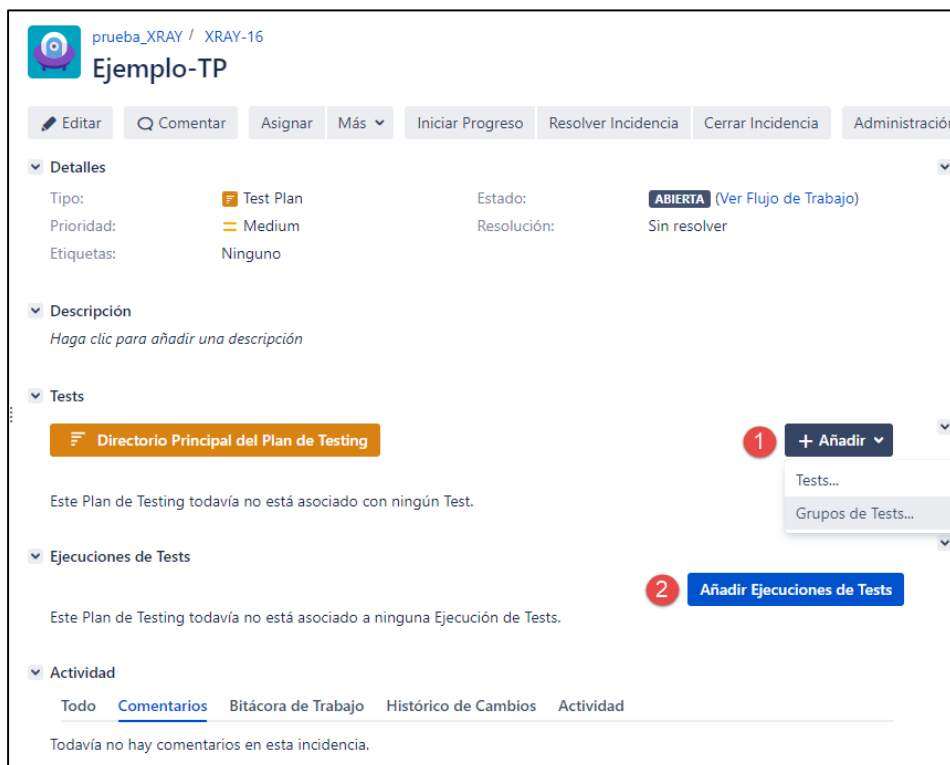 prueba_XRAY / XRAY-16
Ejemplo-TP
Editar Comentar Asignar Más Iniciar Progreso Resolver Incidencia Cerrar Incidencia Administración
Detalles
Tipo: Test Plan Estado: ABIERTA (Ver Flujo de Trabajo)
Prioridad: Medium Resolución: Sin resolver
Etiquetas: Ninguno
Descripción
Haga clic para añadir una descripción
Tests
Directorio Principal del Plan de Testing 1 + Añadir
Tests...
Este Plan de Testing todavía no está asociado con ningún Test.
Grupos de Tests...
Ejecuciones de Tests
2 Añadir Ejecuciones de Tests
Este Plan de Testing todavía no está asociado a ninguna Ejecución de Tests.
Actividad
Todo Comentarios Bitácora de Trabajo Histórico de Cambios Actividad
Todavía no hay comentarios en esta incidencia.